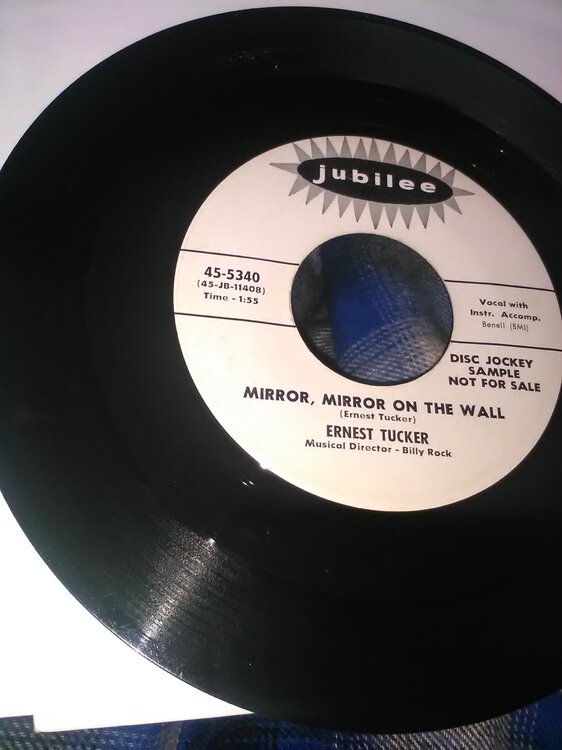 jubilee
45-5340
(45-JB-11408)
Time - 1:55
Vocal with
Instr. Accomp.
Benell (BMI)
DISC JOCKEY
SAMPLE
NOT FOR SALE
MIRROR, MIRROR ON THE WALL
(Ernest Tucker)
ERNEST TUCKER
Musical Director - Billy Rock